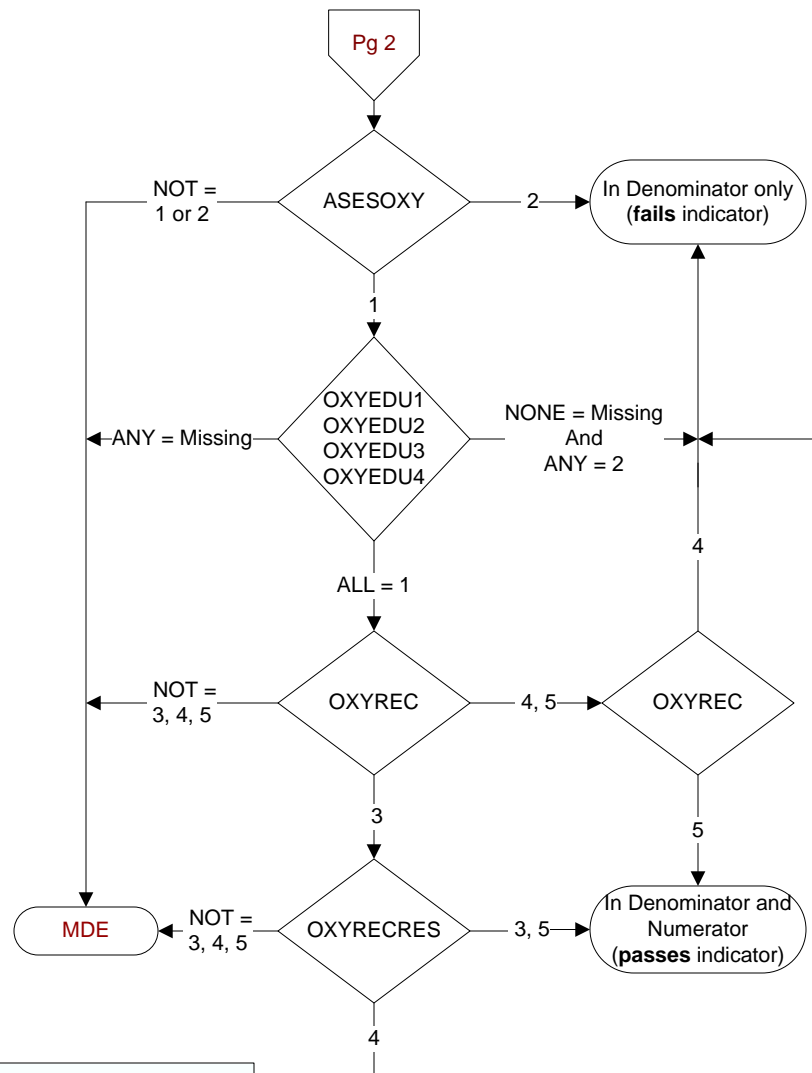 Pg 2
NOT =
1 or 2
ASESOXY
2
In Denominator only
(fails indicator)
1
ANY = Missing
OXYEDU1
OXYEDU2
OXYEDU3
OXYEDU4
NONE = Missing
And
ANY = 2
4
ALL = 1
NOT =
3, 4, 5
OXYREC
4, 5
OXYREC
3
5
MDE
NOT =
3, 4, 5
OXYRECRES
3, 5
In Denominator and
Numerator
(passes indicator)
4